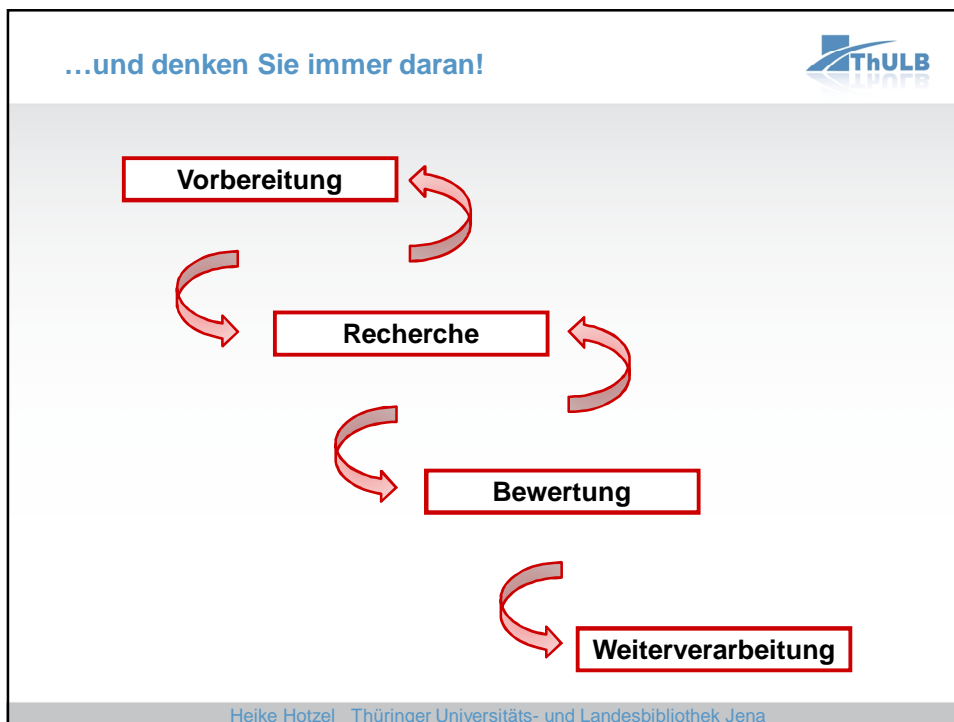 …und denken Sie immer daran!
ThULB
Vorbereitung
Recherche
Bewertung
Weiterverarbeitung
Heike Hotzel Thüringer Universitäts- und Landesbibliothek Jena